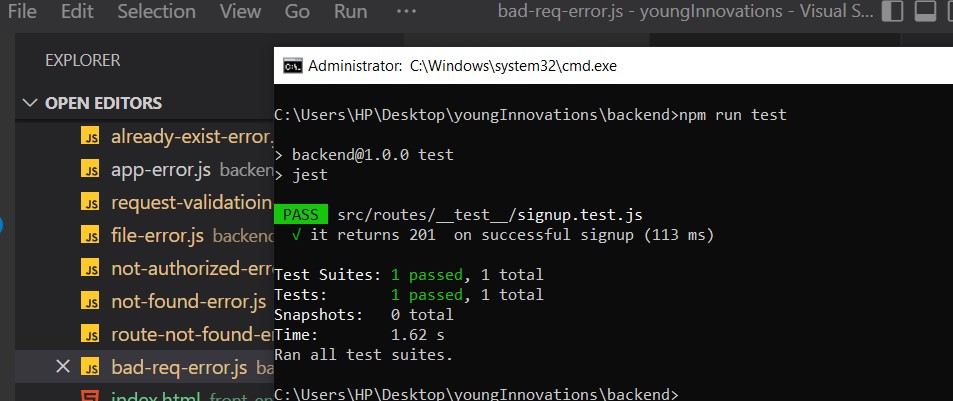 File Edit Selection View Go Run ··· bad-req-error.js - youngInnovations - Visual S...
EXPLORER
OPEN EDITORS
JS already-exist-error.
JS app-error.js backen
JS request-validatioin
JS file-error.js backend
JS not-authorized-err
JS not-found-error.js
JS route-not-found-e
JS bad-req-error.js ba
index.html front-en
Administrator: C:\Windows\system32\cmd.exe
C:\Users\HP\Desktop\youngInnovations\backend>npm run test
> backend@1.0.0 test
> jest
PASS src/routes/__test__/signup.test.js
√ it returns 201  on successful signup (113 ms)
Test Suites: 1 passed, 1 total
Tests:       1 passed, 1 total
Snapshots:   0 total
Time:        1.62 s
Ran all test suites.
C:\Users\HP\Desktop\youngInnovations\backend>